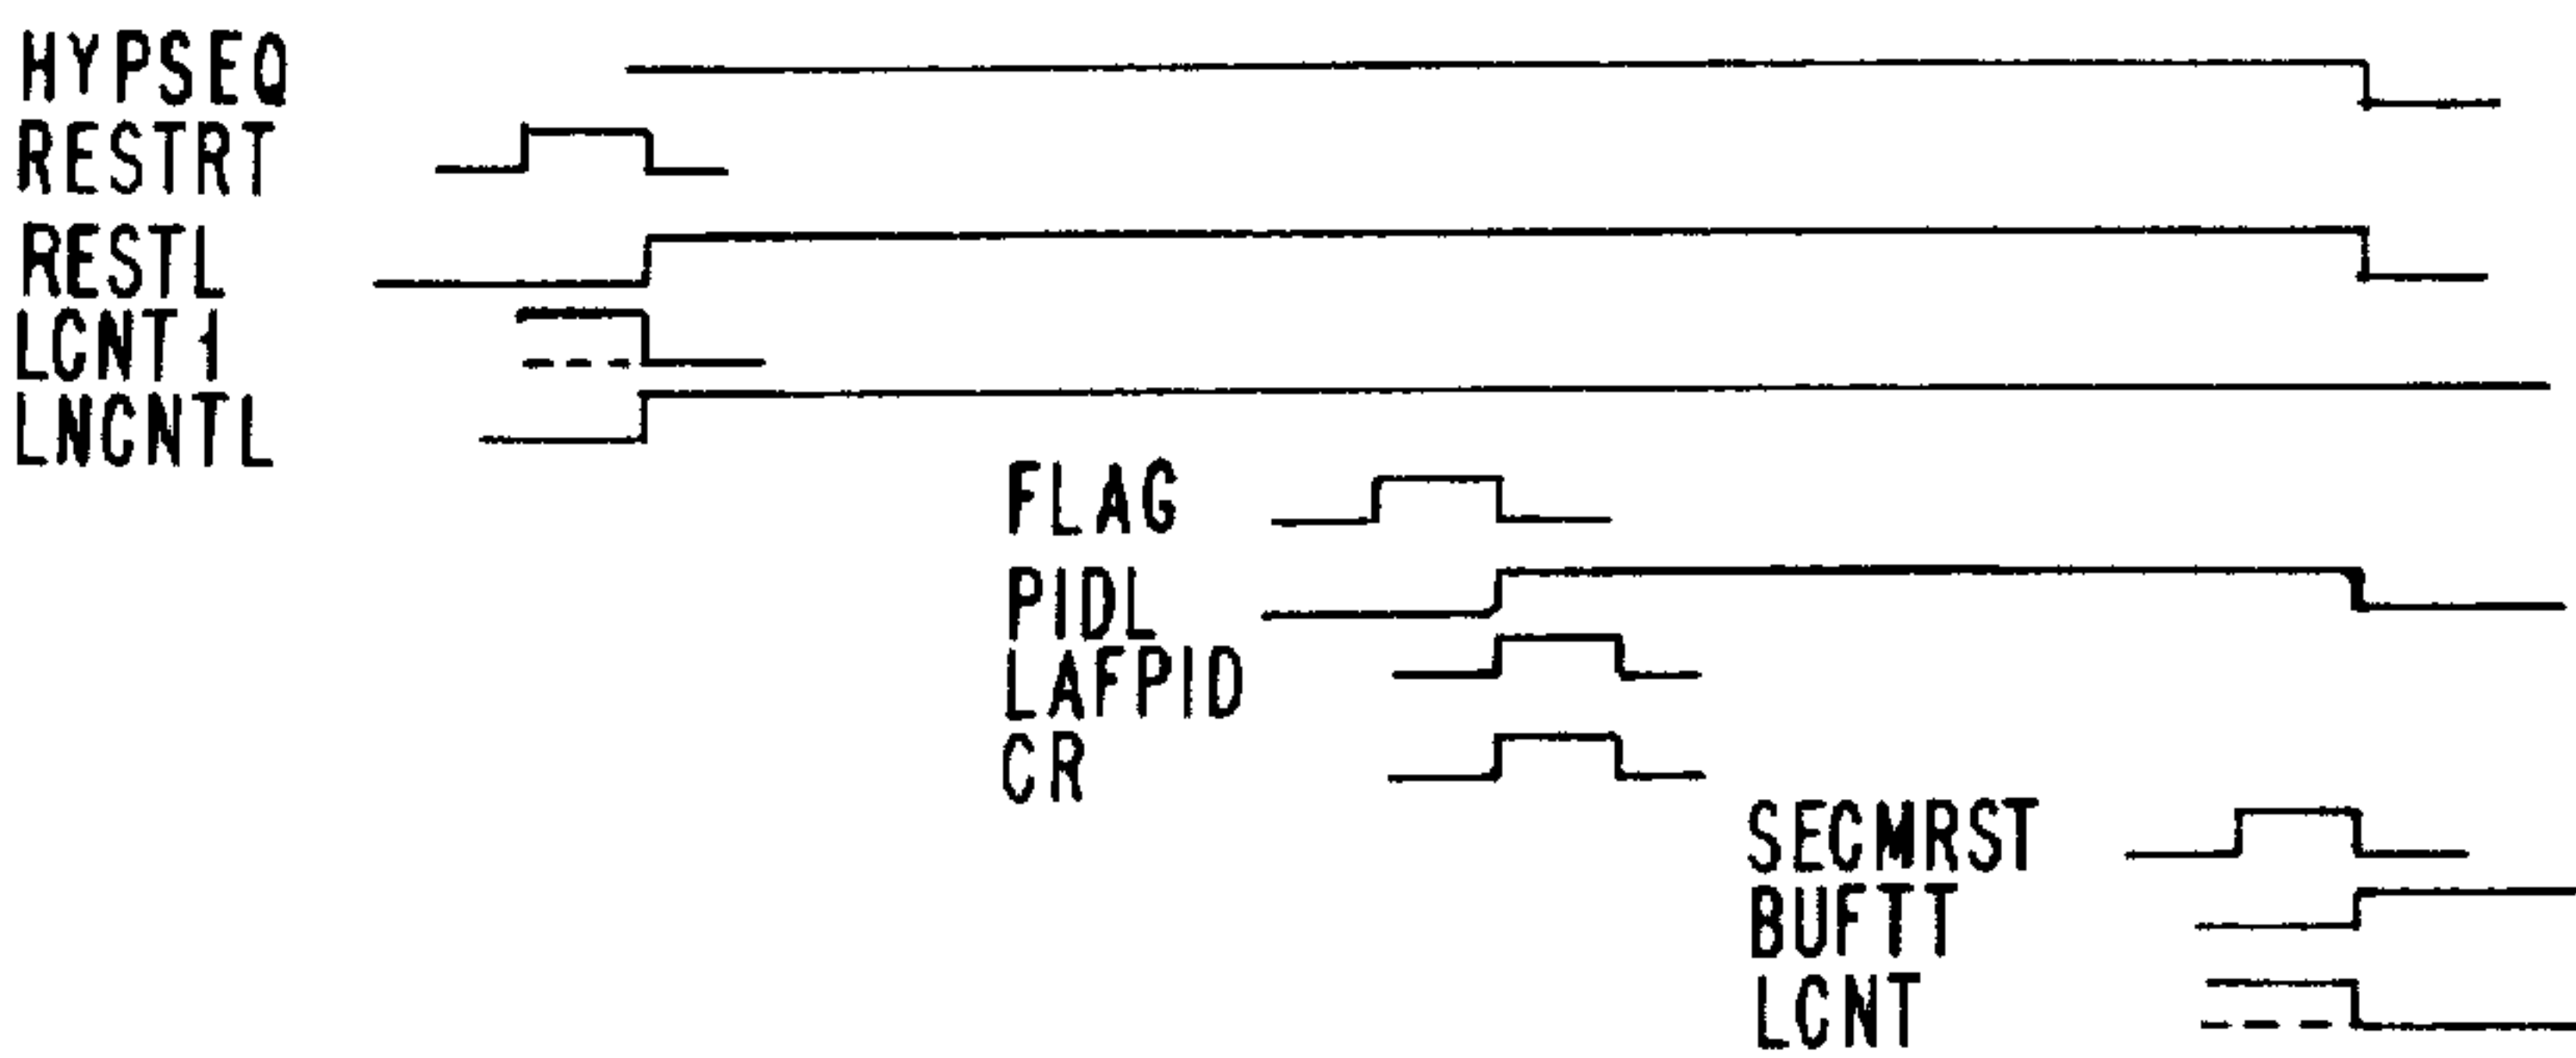 HYPSEQ
RESTRT
RESTL
LCNT1
LNCNTL
FLAG
PIDL
LAFPID
CR
SECMRST
BUFTT
LCNT